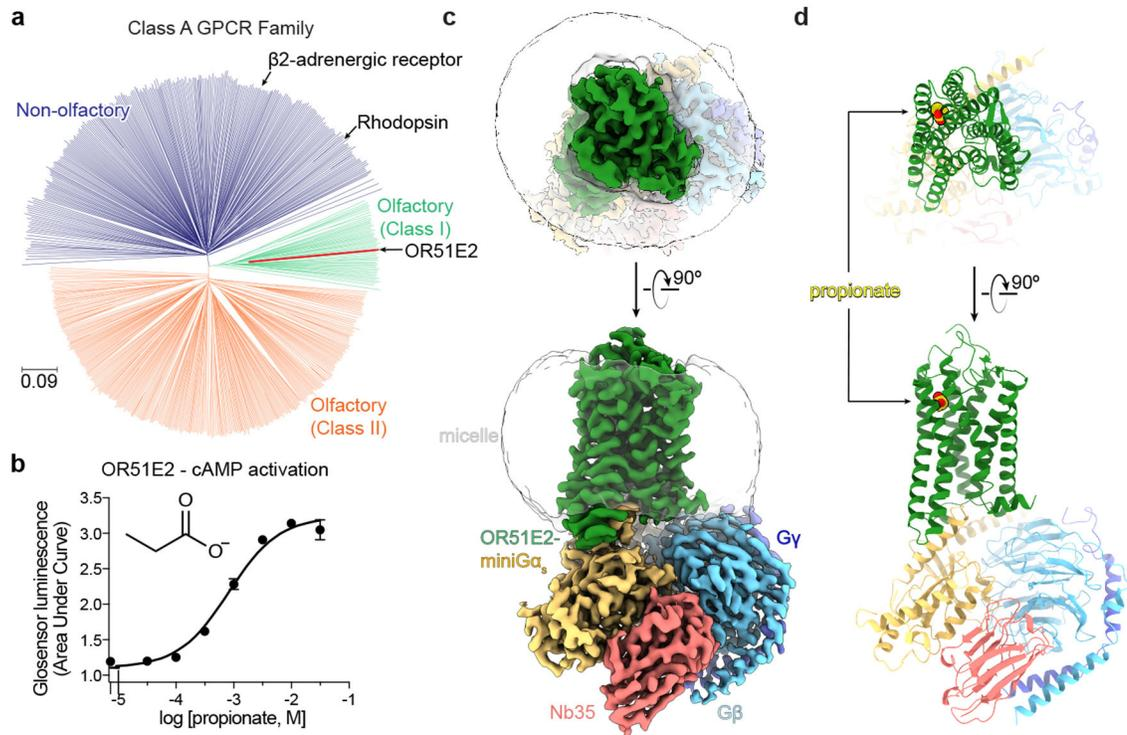 a
Class A GPCR Family
β2-adrenergic receptor
Non-olfactory
Rhodopsin
Olfactory
(Class I)
OR51E2
0.09
Olfactory
(Class II)
b
OR51E2 - cAMP activation
Glosensor luminescence
(Area Under Curve)
3.5
3.0
2.5
2.0
1.5
1.0
O
O−
-5
-4
-3
-2
-1
log [propionate, M]
c
90º
micelle
OR51E2-
miniGαs
Gγ
Nb35
Gβ
d
propionate
90º